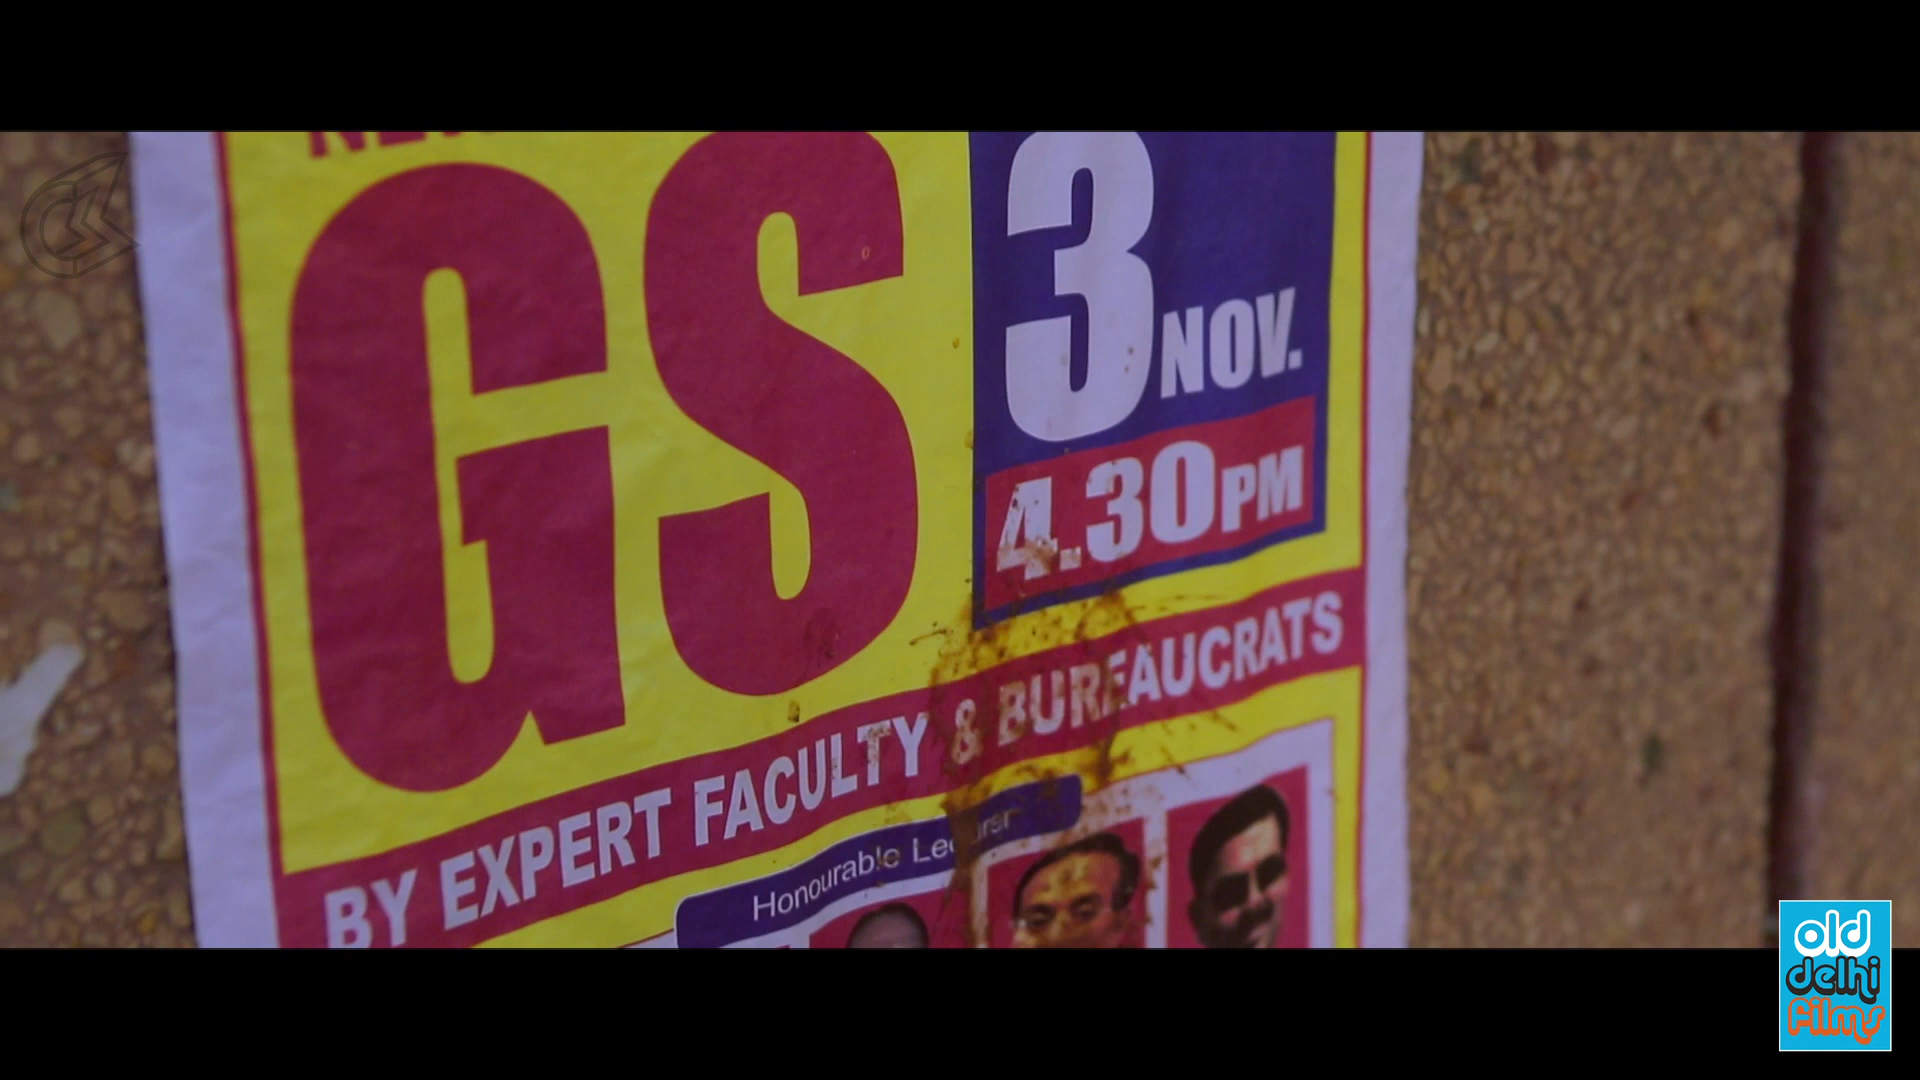 GS
3 NOV.
4.30PM
BY EXPERT FACULTY & BUREAUCRATS
Honourable
old
delhi
films